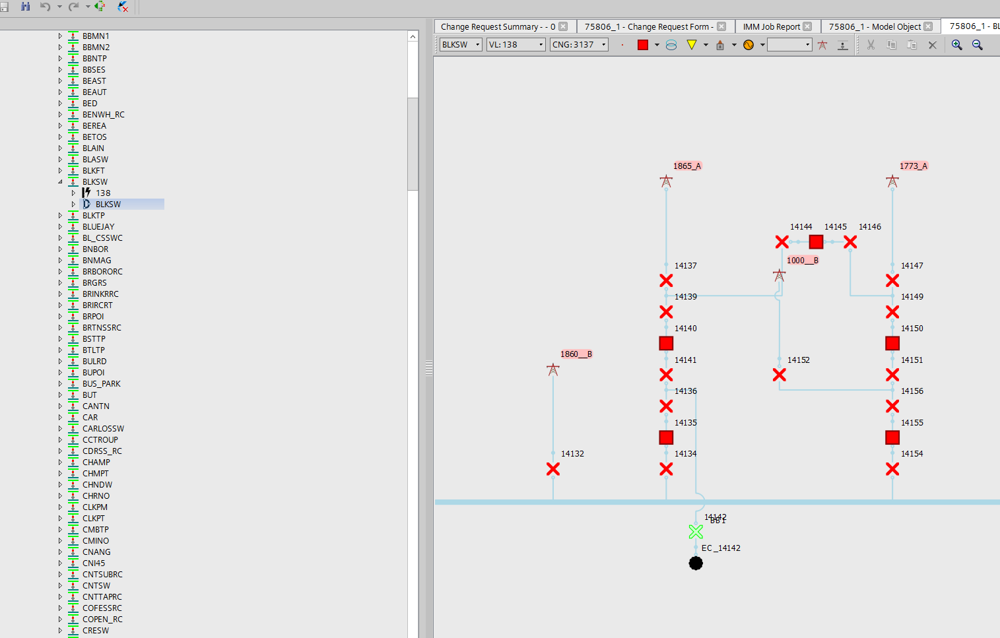 Change Request Summary - - 0
75806_1 - Change Request Form -
IMM Job Report
75806_1 - Model Object
75806_1 - BL
BLKSW
VL: 138
CNG: 3137
BBMN1
BBMN2
BBNTP
BBSES
BEAST
BEAUT
BED
BENWH_RC
BEREA
BETOS
BLAIN
BLASW
BLKFT
BLKSW
138
BLKSW
BLKTP
BLUEJAY
BL_CSSWC
BNBOR
BNMAG
BRBORORC
BRGRS
BRINKRRC
BRIRCRT
BRPOI
BRTNSSRC
BSTTP
BTLTP
BULRD
BUPOI
BUS_PARK
BUT
CANTN
CAR
CARLOSSW
CCTROUP
CDRSS_RC
CHAMP
CHMPT
CHNDW
CHRNO
CLKPM
CLKPT
CMBTP
CMINO
CNANG
CNI45
CNTSUBRC
CNTSW
CNTTAPRC
COFESSRC
COPEN_RC
CRESW
1865_A
1773_A
14144
14145
14146
1000__B
14137
14147
14139
14149
14140
14150
1860__B
14141
14152
14151
14136
14156
14135
14155
14132
14134
14154
14142
BB1
EC_14142